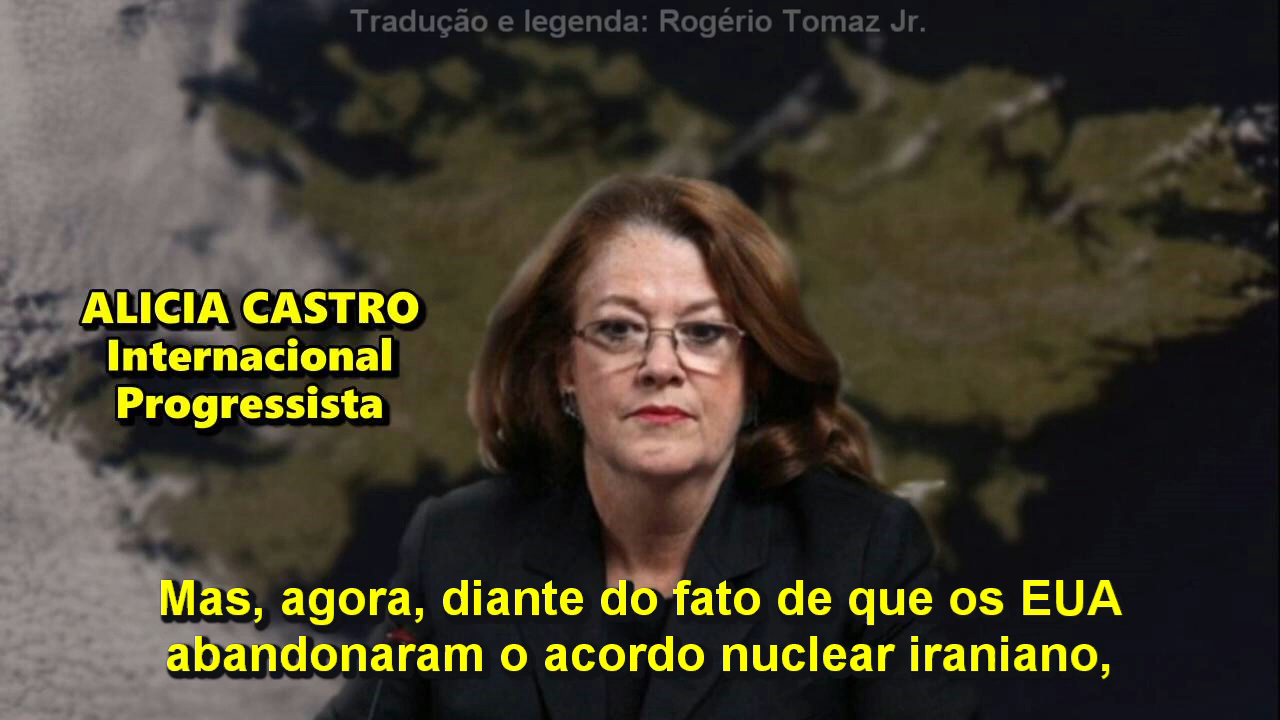 Tradução e legenda: Rogério Tomaz Jr.
ALICIA CASTRO
Internacional
Progressista
Mas, agora, diante do fato de que os EUA
abandonaram o acordo nuclear iraniano,